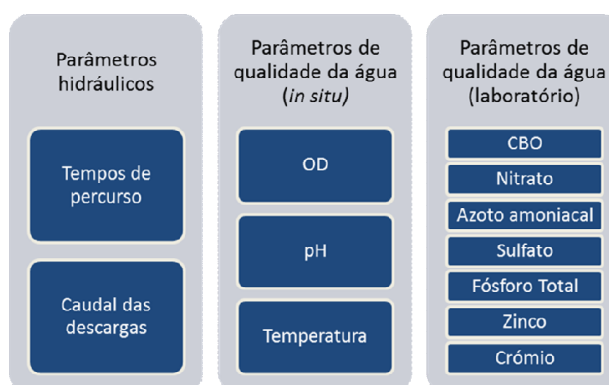 Parâmetros
hidráulicos
Tempos de
percurso
Caudal das
descargas
Parâmetros de
qualidade da água
(in situ)
OD
pH
Temperatura
Parâmetros de
qualidade da água
(laboratório)
CBO
Nitrato
Azoto amoniacal
Sulfato
Fósforo Total
Zinco
Crómio